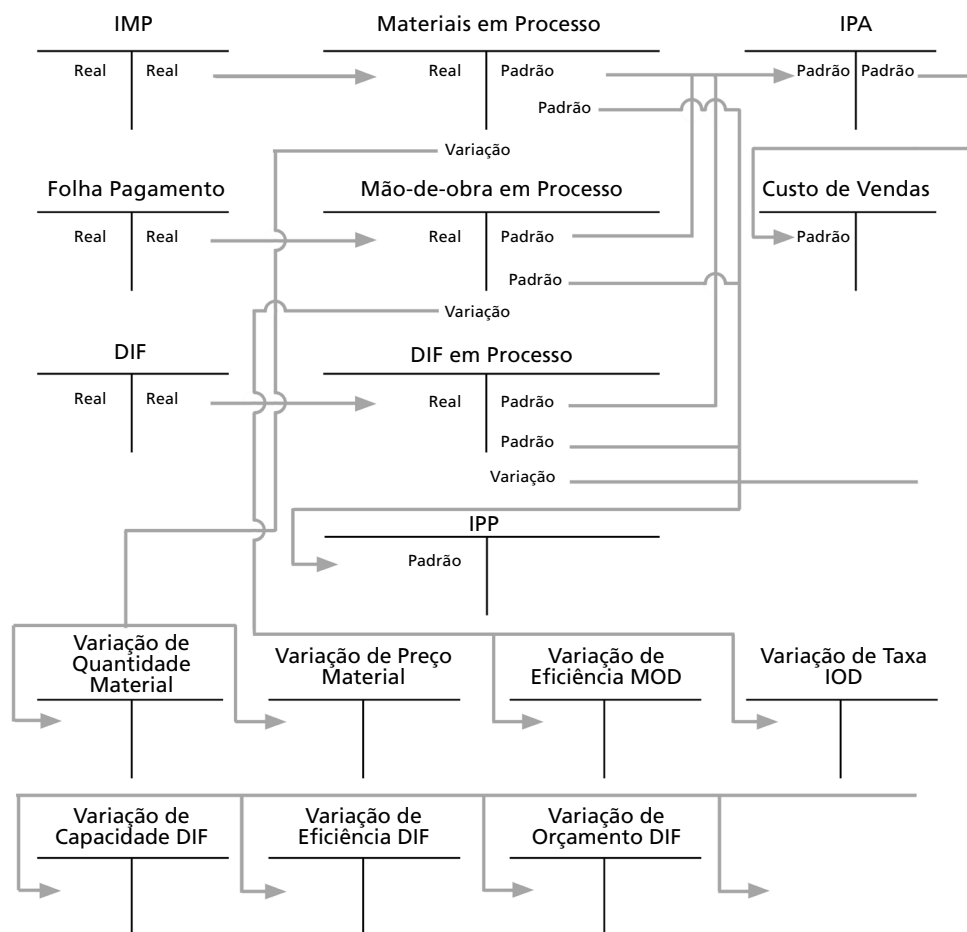 IMP
Materiais em Processo
IPA
Real
Real
Real
Padrão
Padrão
Padrão
Padrão
Variação
Folha Pagamento
Mão-de-obra em Processo
Custo de Vendas
Real
Real
Real
Padrão
Padrão
Padrão
Variação
DIF
DIF em Processo
Real
Real
Real
Padrão
Padrão
Variação
IPP
Padrão
Variação de
Quantidade
Material
Variação de Preço
Material
Variação de
Eficiência MOD
Variação de Taxa
IOD
Variação de
Capacidade DIF
Variação de
Eficiência DIF
Variação de
Orçamento DIF